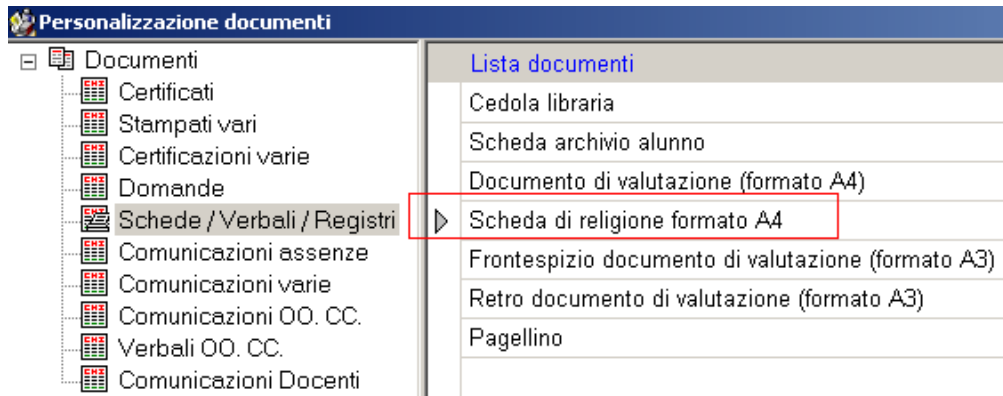 Personalizzazione documenti
Documenti
Certificati
Stampati vari
Certificazioni varie
Domande
Schede / Verbali / Registri
Comunicazioni assenze
Comunicazioni varie
Comunicazioni OO. CC.
Verbali OO. CC.
Comunicazioni Docenti
Lista documenti
Cedola libraria
Scheda archivio alunno
Documento di valutazione (formato A4)
Scheda di religione formato A4
Frontespizio documento di valutazione (formato A3)
Retro documento di valutazione (formato A3)
Pagellino